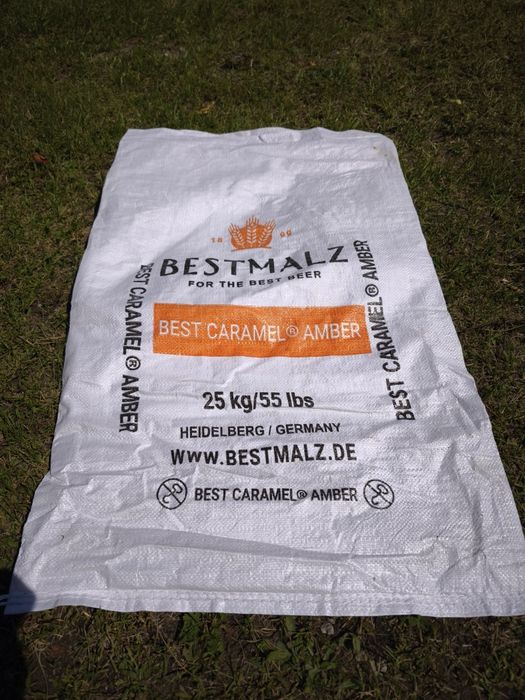 18 99
BESTMALZ
FOR THE BEST BEER
BEST CARAMEL® AMBER
BEST CARAMEL® AMBER
BEST CARAMEL® AMBER
25 kg/55 lbs
HEIDELBERG / GERMANY
WWW.BESTMALZ.DE
BEST CARAMEL® AMBER